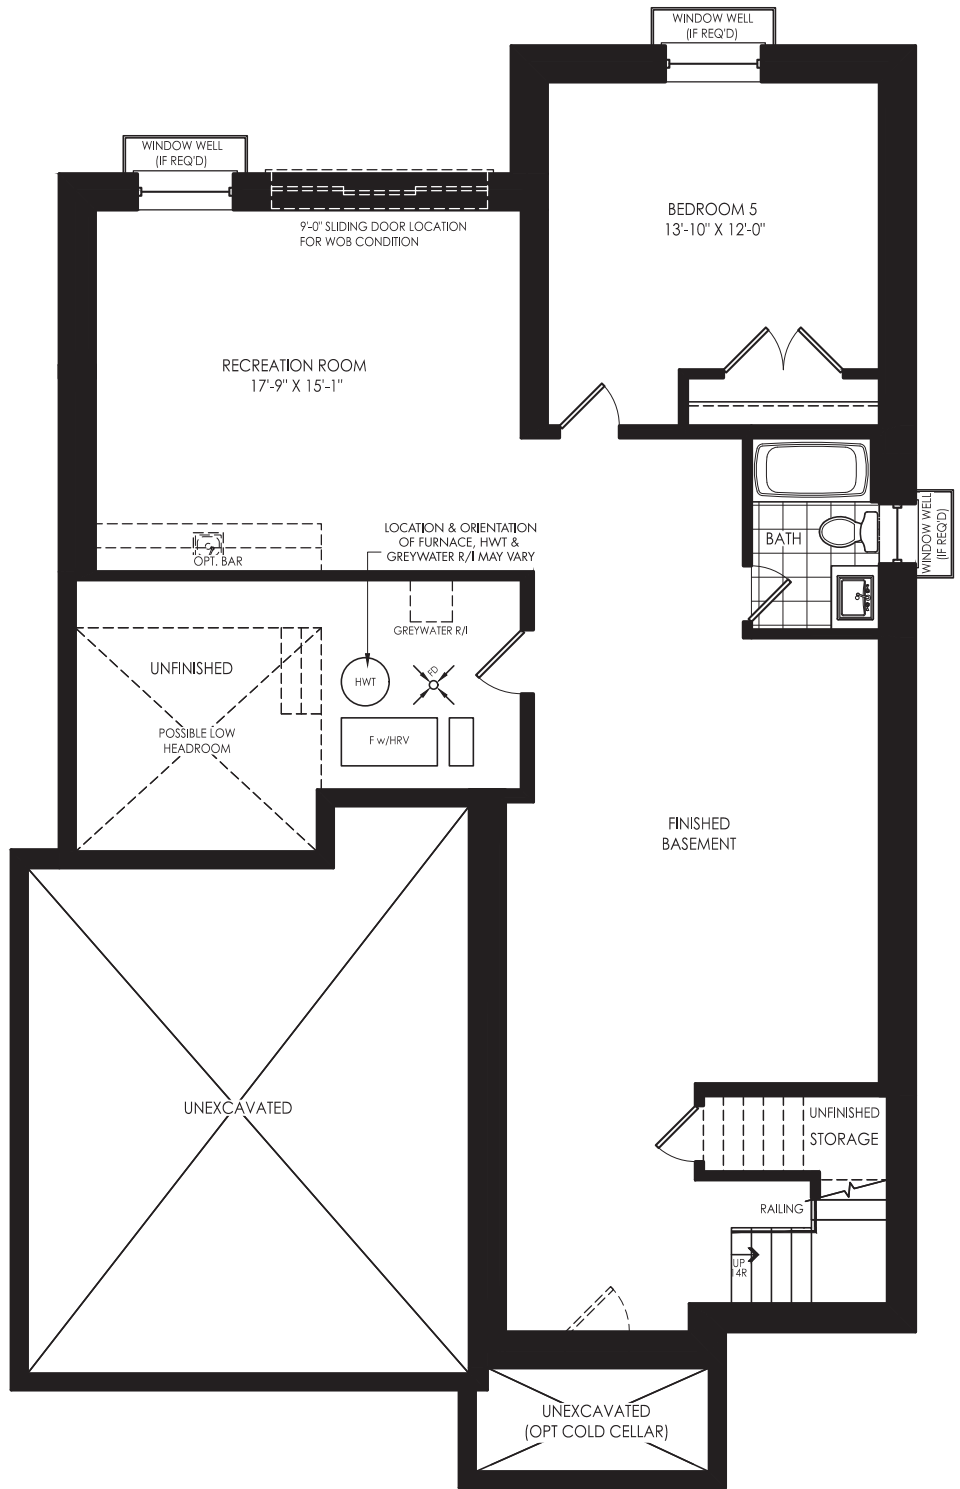 WINDOW WELL
(IF REQ'D)
WINDOW WELL
(IF REQ'D)
9'-0" SLIDING DOOR LOCATION
FOR WOB CONDITION
BEDROOM 5
13'-10" X 12'-0"
RECREATION ROOM
17'-9" X 15'-1"
LOCATION & ORIENTATION
OF FURNACE, HWT &
GREYWATER R/I MAY VARY
OPT. BAR
BATH
WINDOW WELL
(IF REQ'D)
GREYWATER R/I
UNFINISHED
HWT
FD
POSSIBLE LOW
HEADROOM
F w/HRV
FINISHED
BASEMENT
UNEXCAVATED
UNFINISHED
STORAGE
RAILING
UP
14R
UNEXCAVATED
(OPT COLD CELLAR)